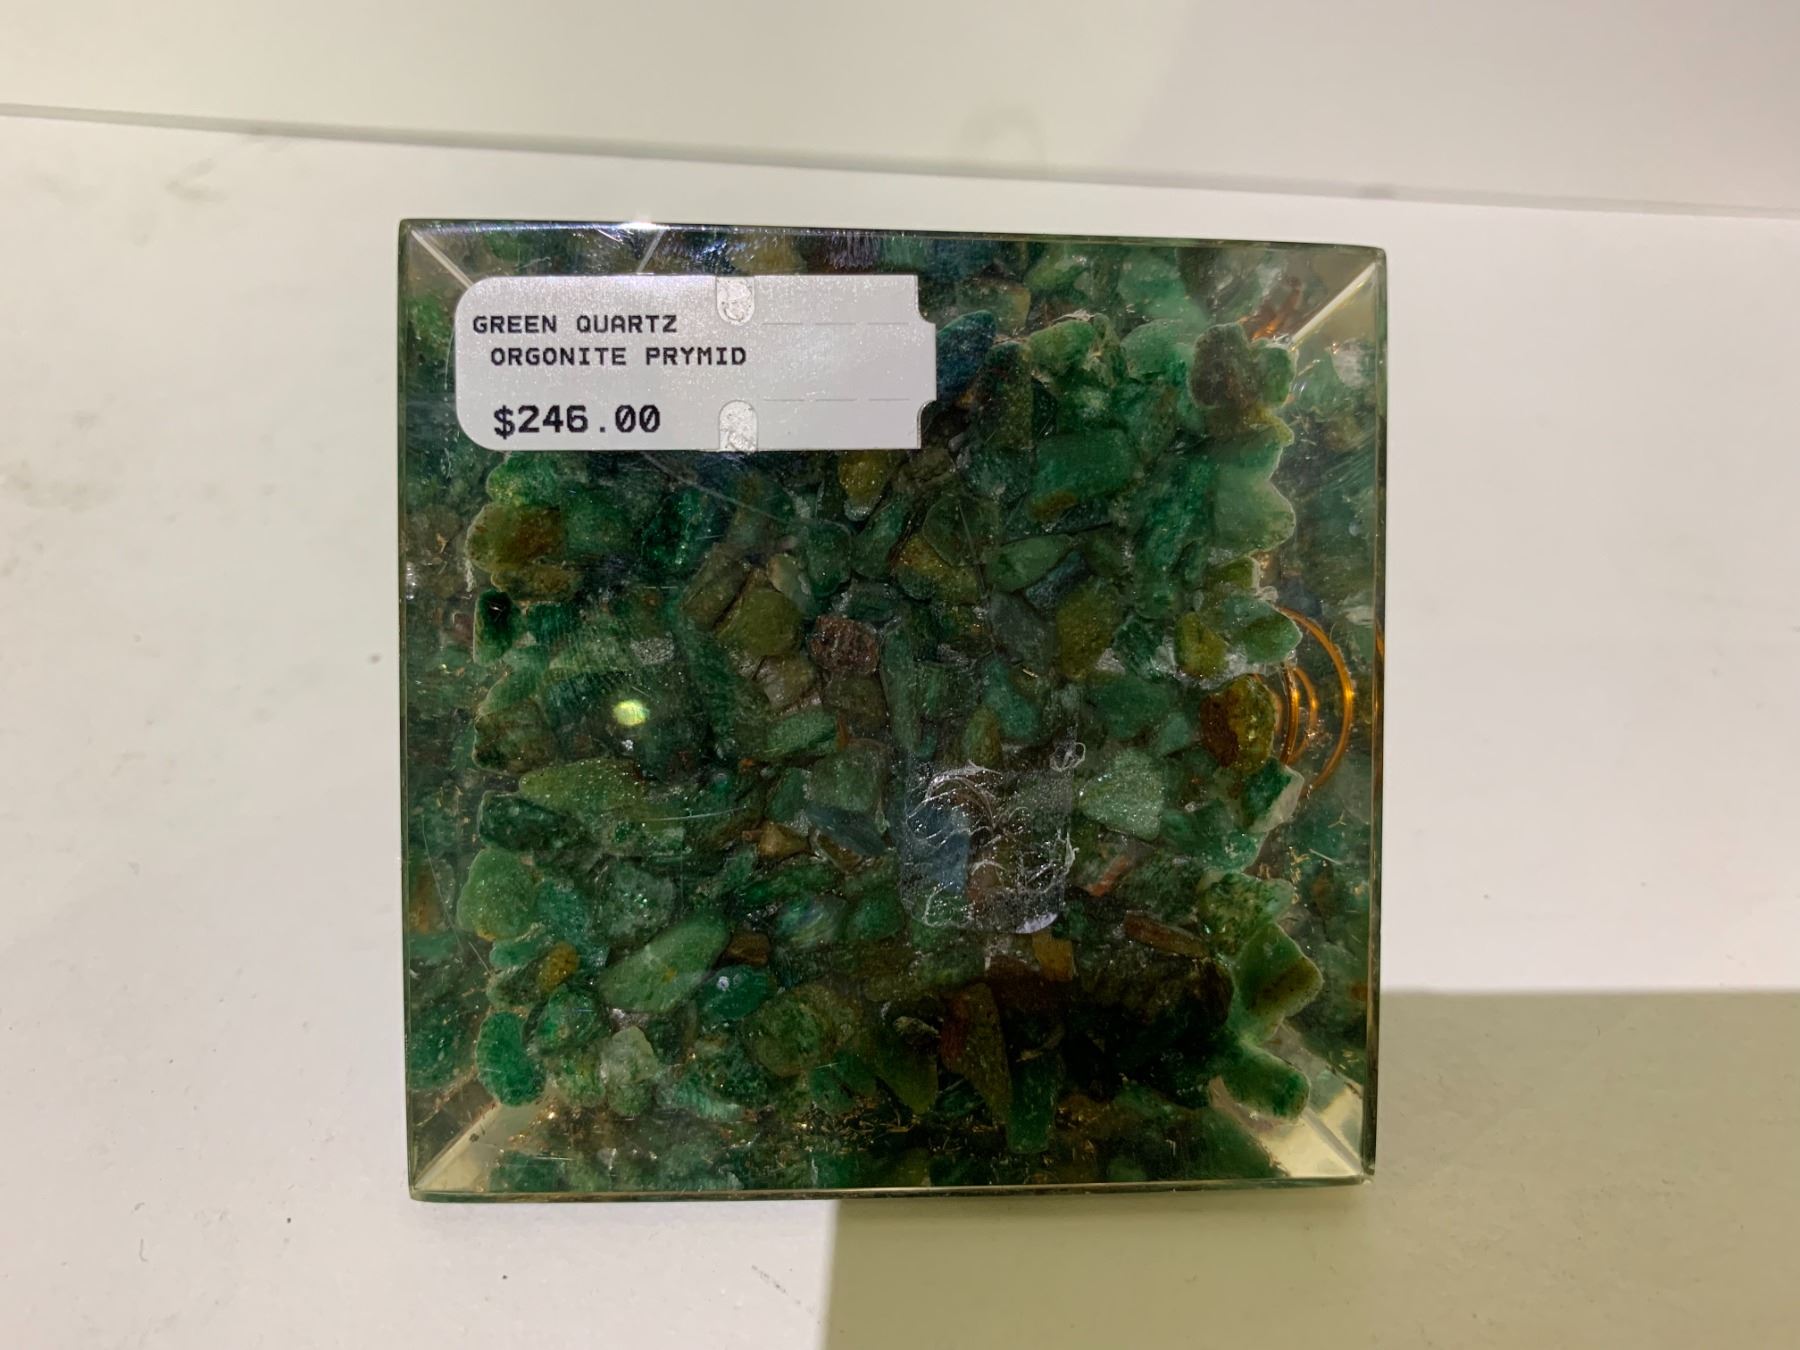 GREEN QUARTZ
ORGONITE PRYMID
$246.00